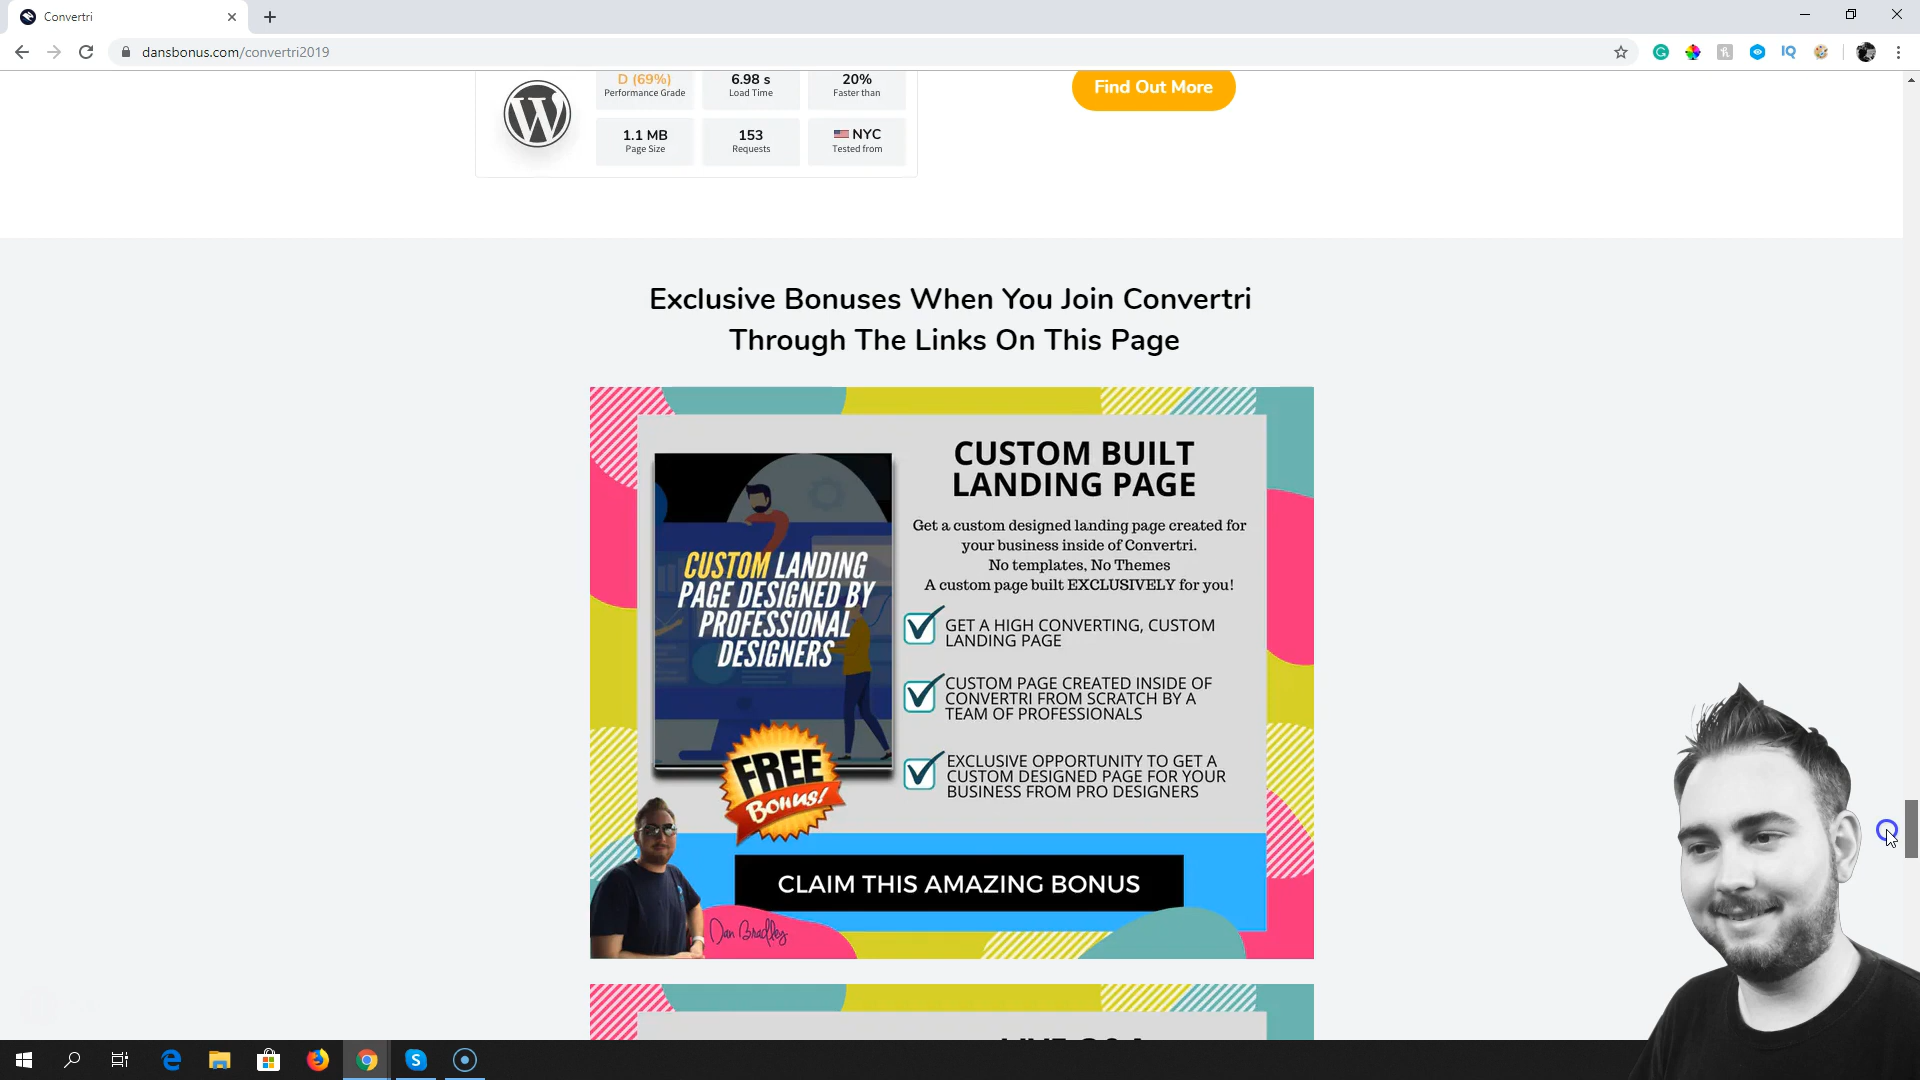 Convertri
dansbonus.com/convertri2019
D (69%)
Performance Grade
6.98 s
Load Time
20%
Faster than
1.1 MB
Page Size
153
Requests
NYC
Tested from
Find Out More
Exclusive Bonuses When You Join Convertri
Through The Links On This Page
CUSTOM LANDING
PAGE DESIGNED BY
PROFESSIONAL
DESIGNERS
FREE
Bonus!
CUSTOM BUILT
LANDING PAGE
Get a custom designed landing page created for
your business inside of Convertri.
No templates, No Themes
A custom page built EXCLUSIVELY for you!
GET A HIGH CONVERTING, CUSTOM
LANDING PAGE
CUSTOM PAGE CREATED INSIDE OF
CONVERTRI FROM SCRATCH BY A
TEAM OF PROFESSIONALS
EXCLUSIVE OPPORTUNITY TO GET A
CUSTOM DESIGNED PAGE FOR YOUR
BUSINESS FROM PRO DESIGNERS
CLAIM THIS AMAZING BONUS
Dan Bradley